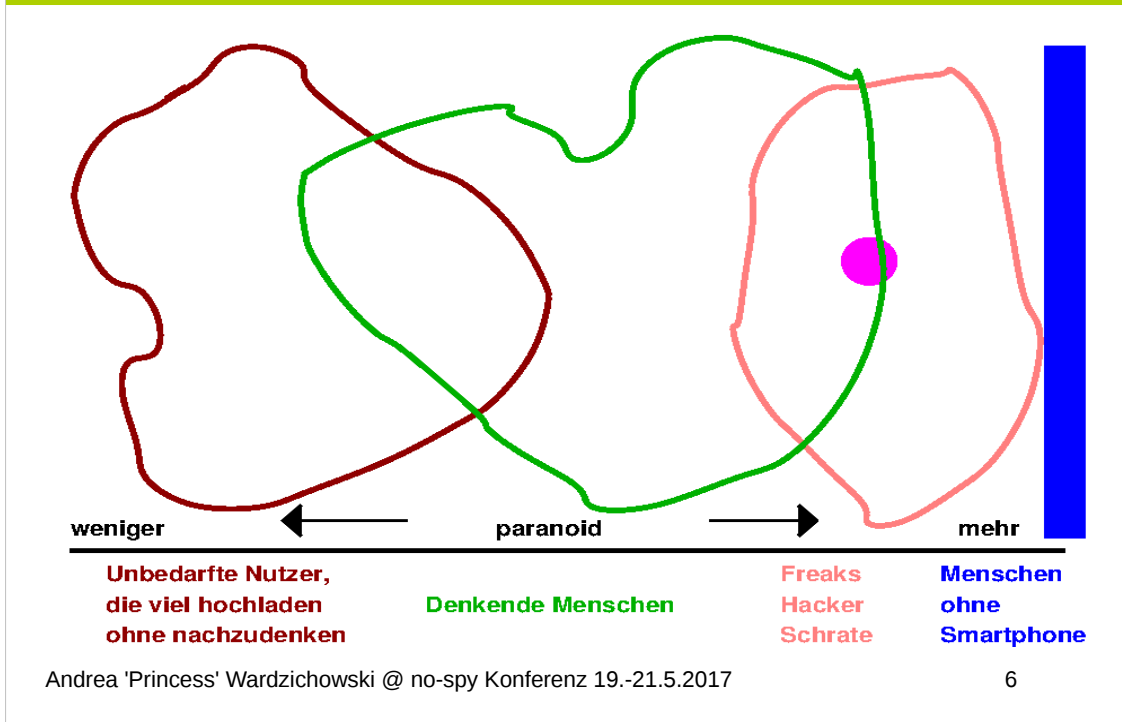 weniger paranoid mehr
Unbedarfte Nutzer,
die viel hochladen
ohne nachzudenken
Denkende Menschen
Freaks
Hacker
Schrate
Menschen
ohne
Smartphone
Andrea 'Princess' Wardzichowski @ no-spy Konferenz 19.-21.5.2017 6